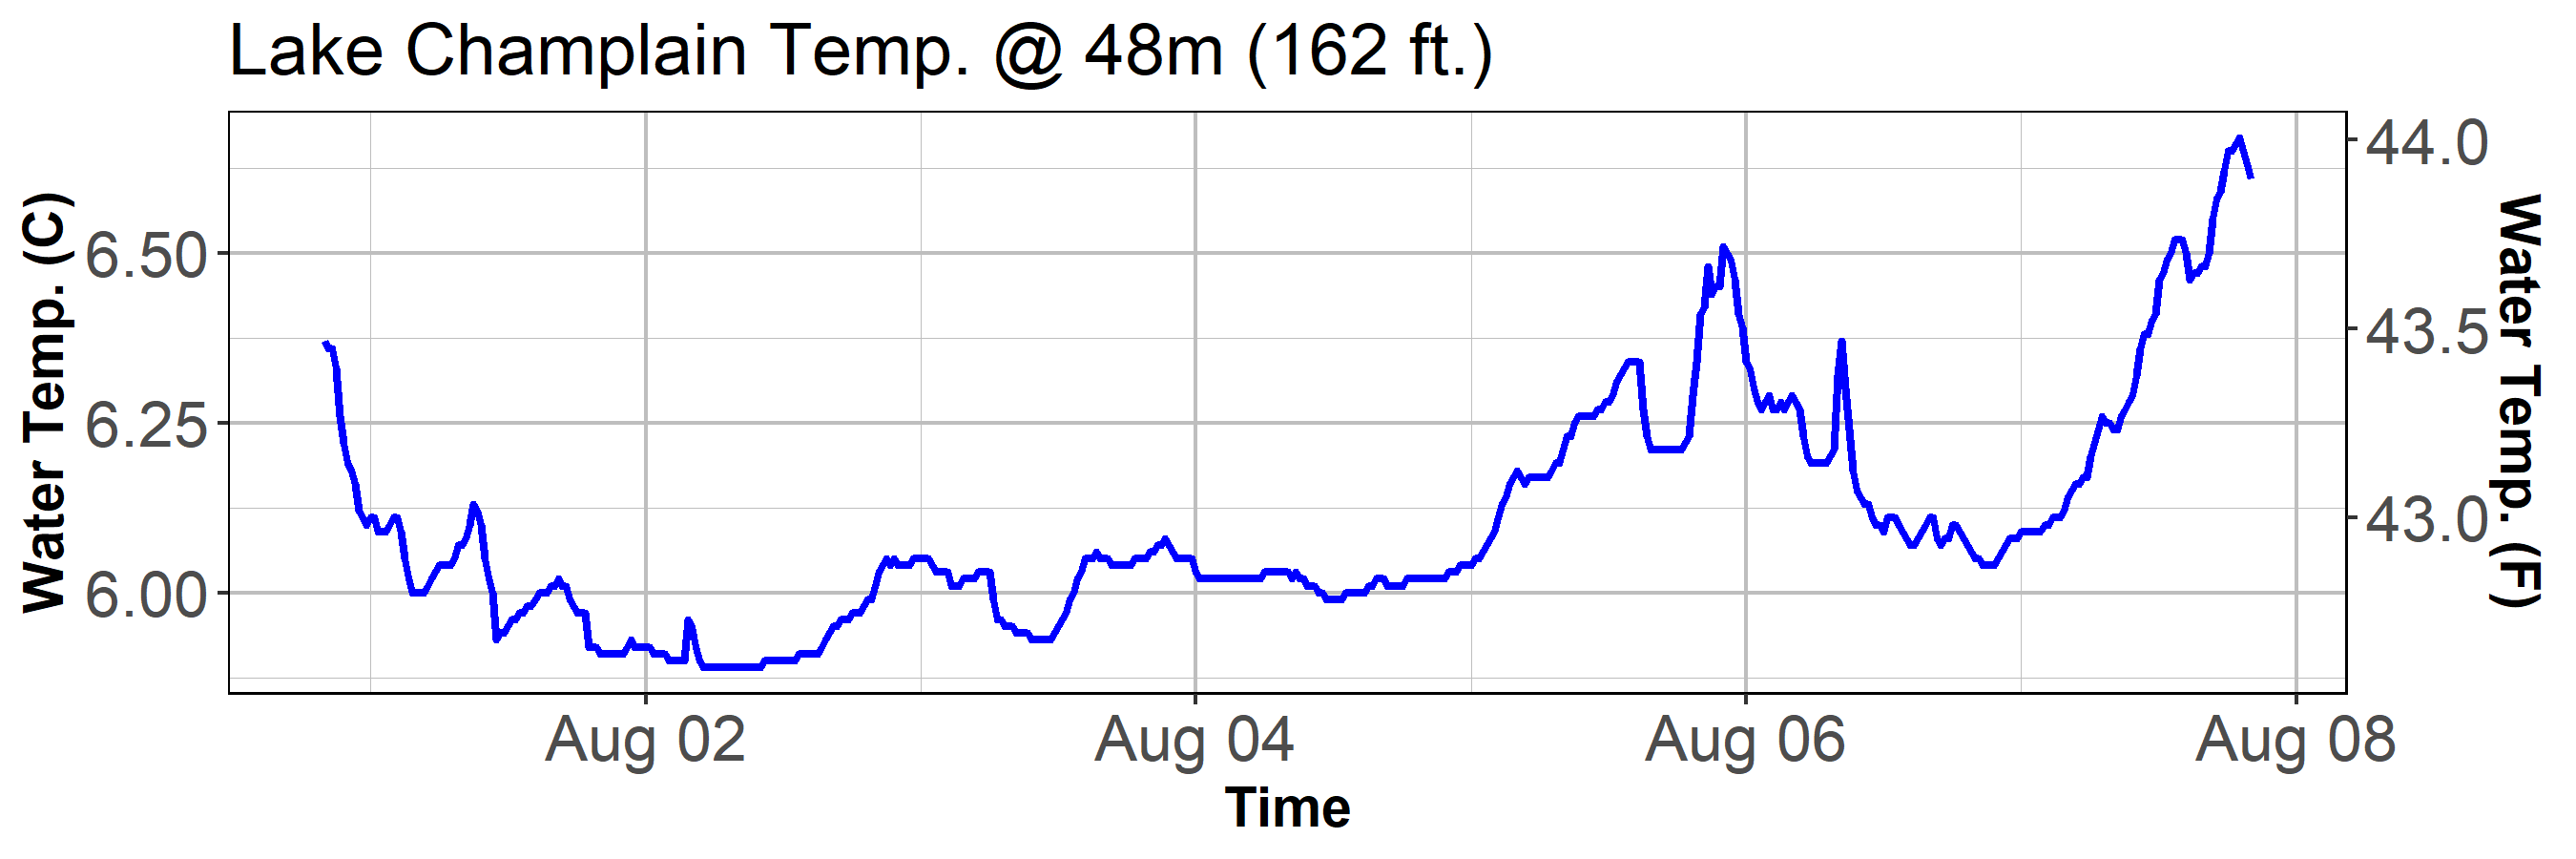 Lake Champlain Temp. @ 48m (162 ft.)
Water Temp. (C)
6.50
6.25
6.00
44.0
43.5
43.0
Water Temp. (F)
Aug 02
Aug 04
Aug 06
Aug 08
Time